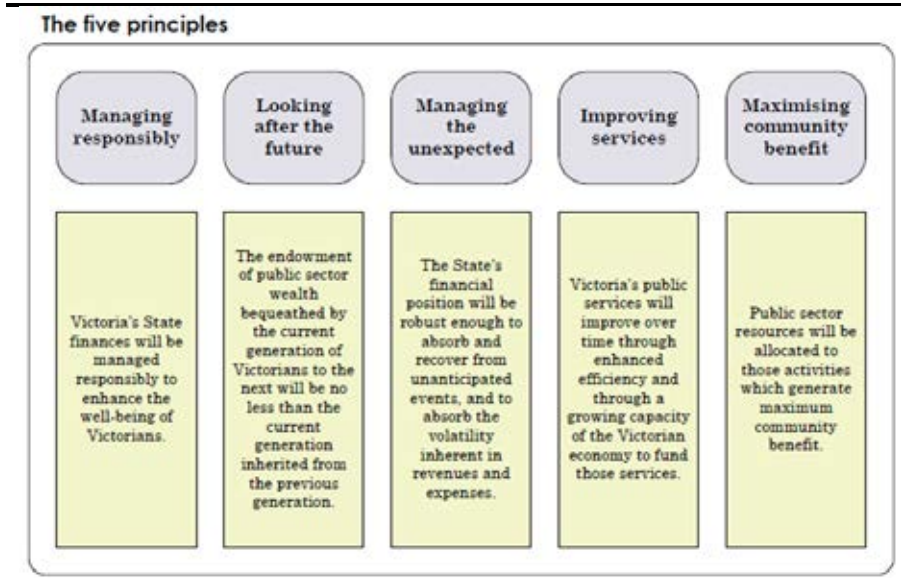 The five principles
Managing
responsibly
Looking
after the
future
Managing
the
unexpected
Improving
services
Maximising
community
benefit
Victoria's State
finances will be
managed
responsibly to
enhance the
well-being of
Victorians.
The endowment
of public sector
wealth
bequeathed by
the current
generation of
Victorians to the
next will be no
less than the
current
generation
inherited from
the previous
generation.
The State's
financial
position will be
robust enough to
absorb and
recover from
unanticipated
events, and to
absorb the
volatility
inherent in
revenues and
expenses.
Victoria's public
services will
improve over
time through
enhanced
efficiency and
through a
growing capacity
of the Victorian
economy to fund
those services.
Public sector
resources will be
allocated to
those activities
which generate
maximum
community
benefit.